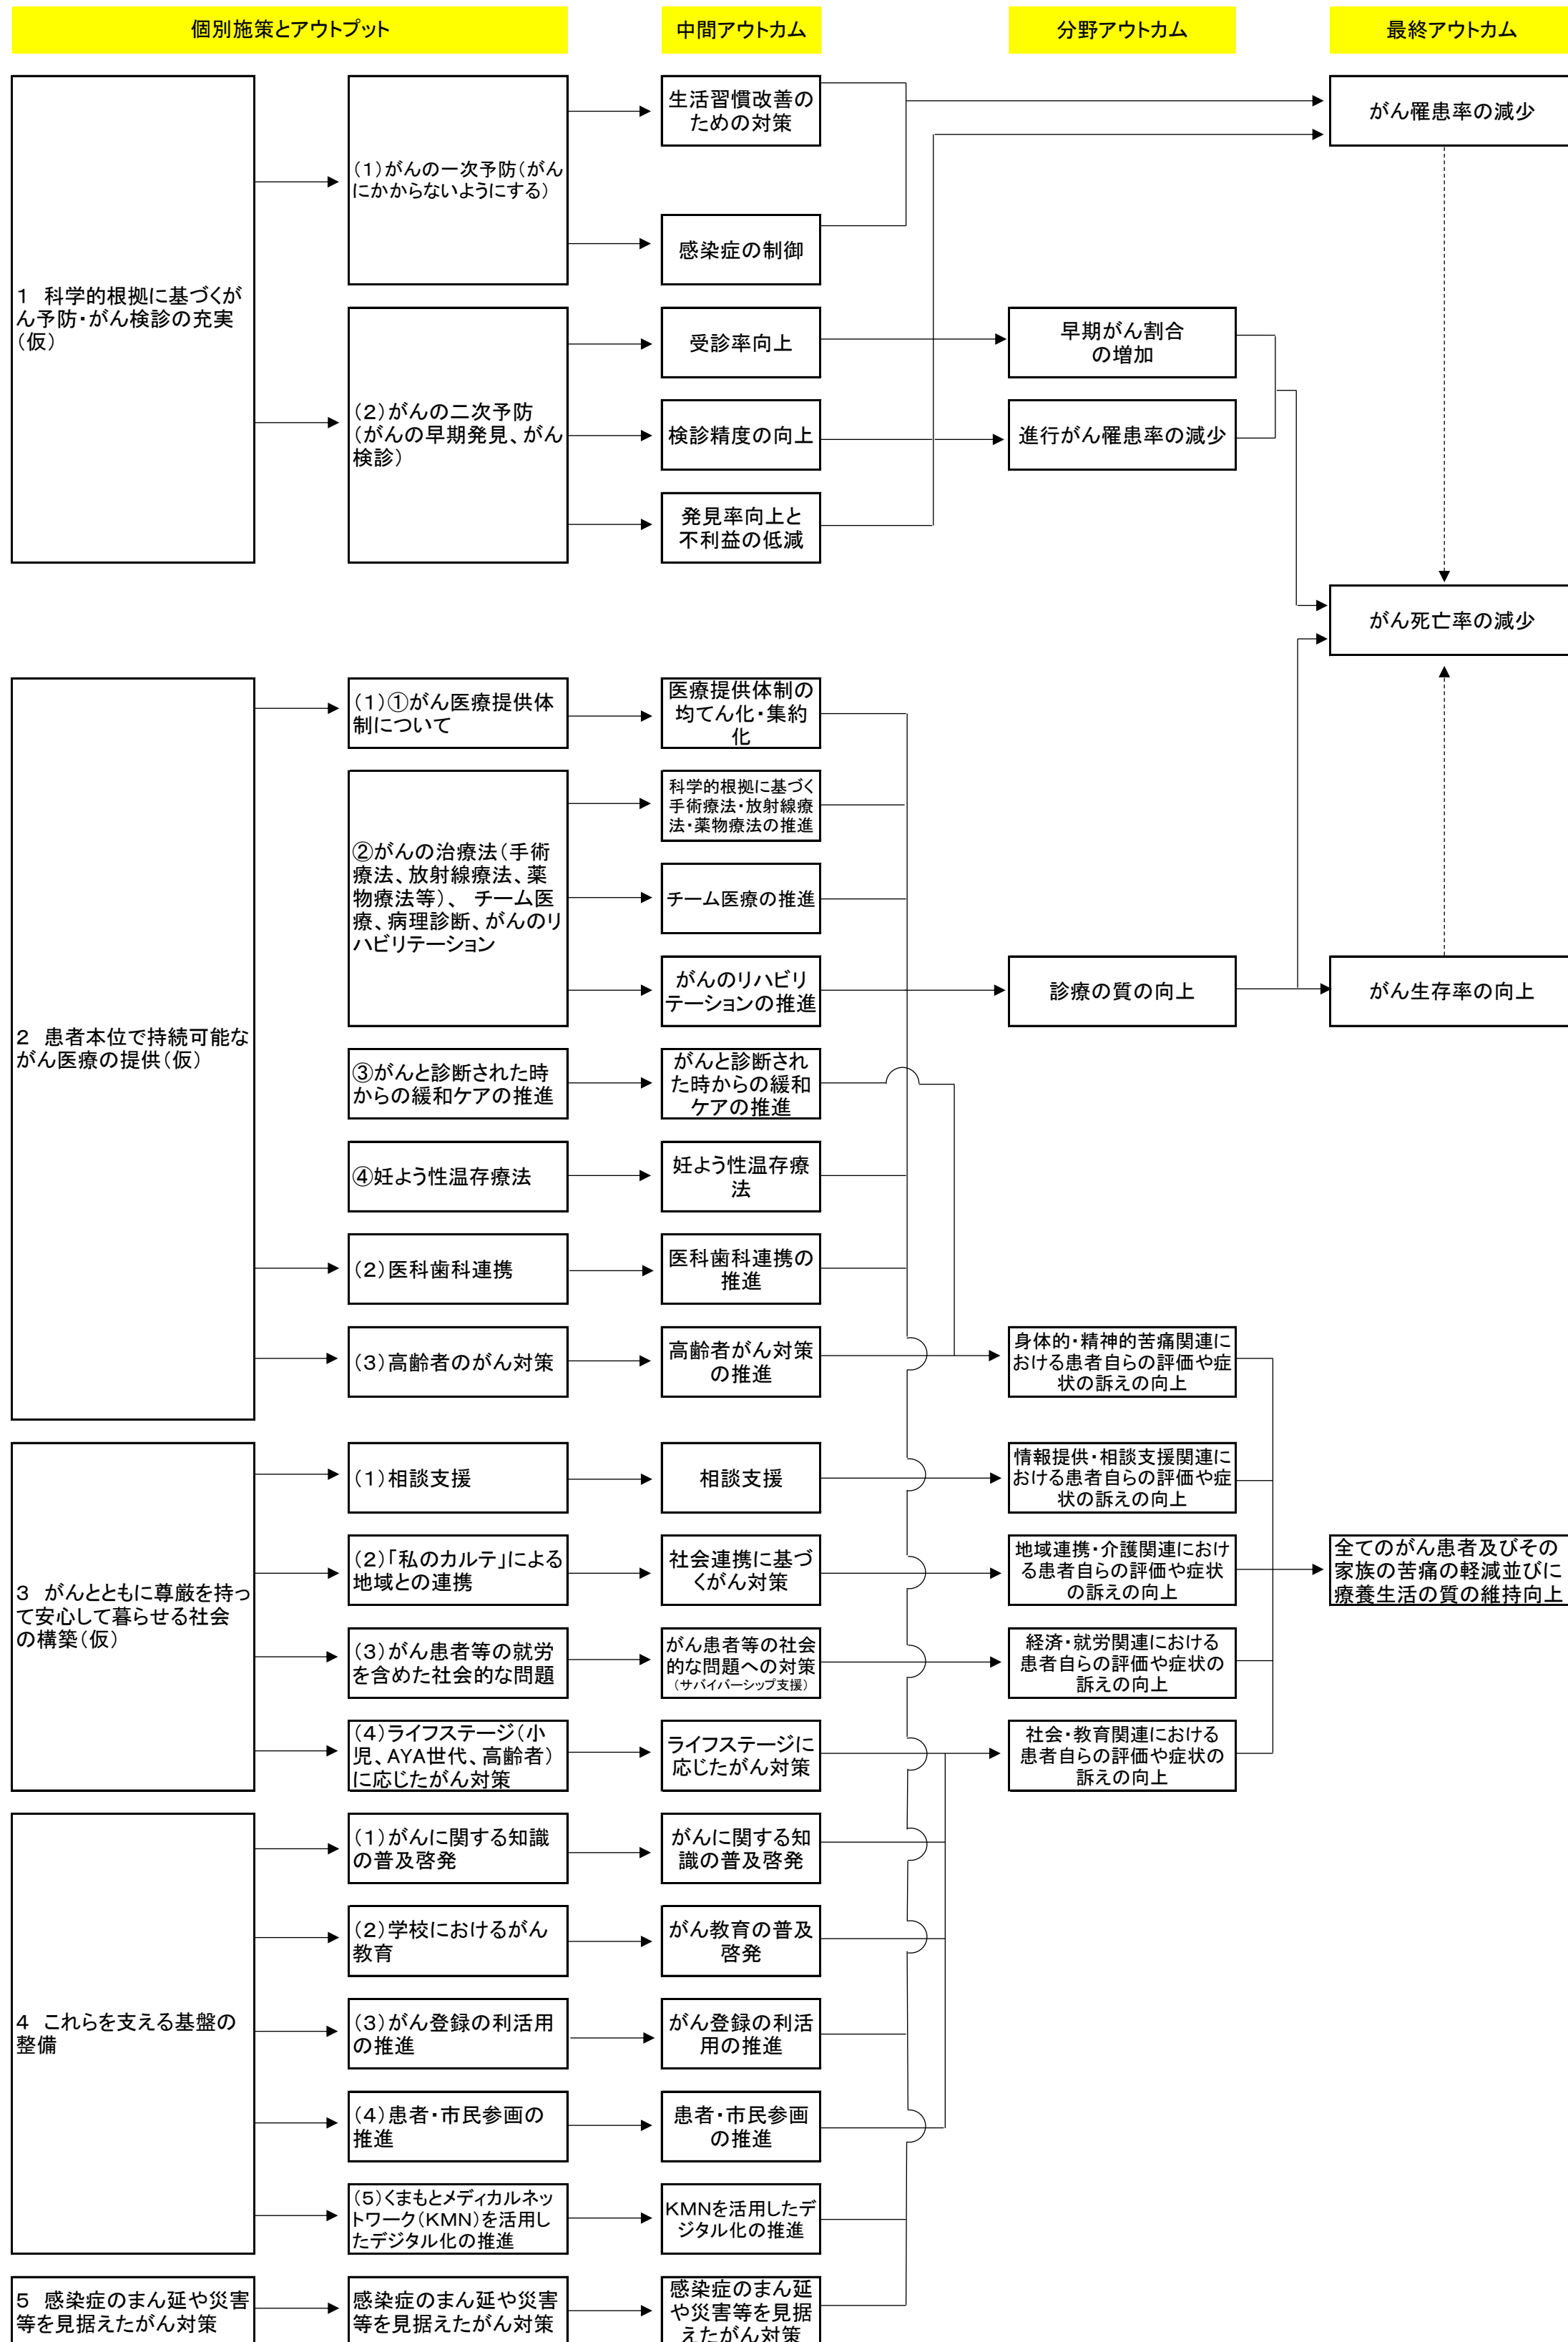 個別施策とアウトプット
中間アウトカム
分野アウトカム
最終アウトカム
1　科学的根拠に基づくが
ん予防・がん検診の充実
（仮）
（１）がんの一次予防（がん
にかからないようにする）
生活習慣改善の
ための対策
がん罹患率の減少
感染症の制御
（２）がんの二次予防
（がんの早期発見、がん
検診）
受診率向上
早期がん割合
の増加
検診精度の向上
進行がん罹患率の減少
発見率向上と
不利益の低減
がん死亡率の減少
2　患者本位で持続可能な
がん医療の提供（仮）
（１）①がん医療提供体
制について
医療提供体制の
均てん化・集約
化
②がんの治療法（手術
療法、放射線療法、薬
物療法等）、 チーム医
療、病理診断、がんのリ
ハビリテーション
科学的根拠に基づく
手術療法・放射線療
法・薬物療法の推進
チーム医療の推進
がんのリハビリ
テーションの推進
診療の質の向上
がん生存率の向上
③がんと診断された時
からの緩和ケアの推進
がんと診断され
た時からの緩和
ケアの推進
④妊よう性温存療法
妊よう性温存療
法
（２）医科歯科連携
医科歯科連携の
推進
（３）高齢者のがん対策
高齢者がん対策
の推進
身体的・精神的苦痛関連に
おける患者自らの評価や症
状の訴えの向上
3　がんとともに尊厳を持っ
て安心して暮らせる社会
の構築（仮）
（１）相談支援
相談支援
情報提供・相談支援関連に
おける患者自らの評価や症
状の訴えの向上
（２）「私のカルテ」による
地域との連携
社会連携に基づ
くがん対策
地域連携・介護関連におけ
る患者自らの評価や症状
の訴えの向上
全てのがん患者及びその
家族の苦痛の軽減並びに
療養生活の質の維持向上
（３）がん患者等の就労
を含めた社会的な問題
がん患者等の社会
的な問題への対策
（サバイバーシップ支援）
経済・就労関連における
患者自らの評価や症状の
訴えの向上
（４）ライフステージ（小
児、AYA世代、高齢者）
に応じたがん対策
ライフステージに
応じたがん対策
社会・教育関連における
患者自らの評価や症状の
訴えの向上
4　これらを支える基盤の
整備
（１）がんに関する知識
の普及啓発
がんに関する知
識の普及啓発
（２）学校におけるがん
教育
がん教育の普及
啓発
（３）がん登録の利活用
の推進
がん登録の利活
用の推進
（４）患者・市民参画の
推進
患者・市民参画
の推進
（５）くまもとメディカルネッ
トワーク（KMN）を活用し
たデジタル化の推進
KMNを活用したデ
ジタル化の推進
5　感染症のまん延や災害
等を見据えたがん対策
感染症のまん延や災害
等を見据えたがん対策
感染症のまん延
や災害等を見据
えたがん対策